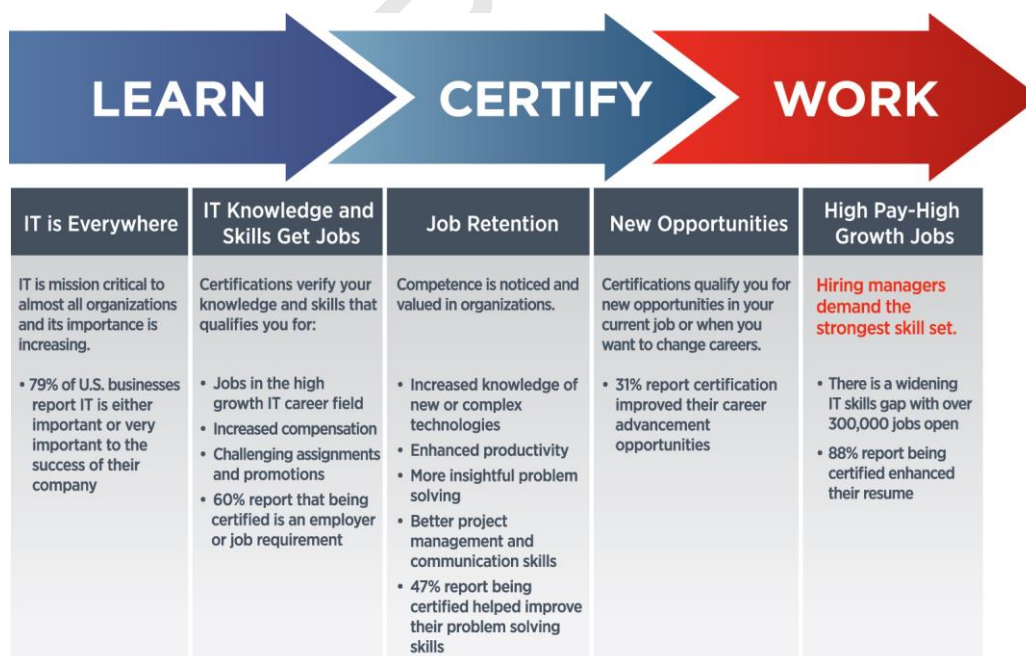 LEARN
CERTIFY
WORK
IT is Everywhere
IT is mission critical to
almost all organizations
and its importance is
increasing.
• 79% of U.S. businesses
report IT is either
important or very
important to the
success of their
company
IT Knowledge and
Skills Get Jobs
Certifications verify your
knowledge and skills that
qualifies you for:
• Jobs in the high
growth IT career field
• Increased compensation
• Challenging assignments
and promotions
• 60% report that being
certified is an employer
or job requirement
Job Retention
Competence is noticed and
valued in organizations.
• Increased knowledge of
new or complex
technologies
• Enhanced productivity
• More insightful problem
solving
• Better project
management and
communication skills
• 47% report being
certified helped improve
their problem solving
skills
New Opportunities
Certifications qualify you for
new opportunities in your
current job or when you
want to change careers.
• 31% report certification
improved their career
advancement
opportunities
High Pay-High
Growth Jobs
Hiring managers
demand the
strongest skill set.
• There is a widening
IT skills gap with over
300,000 jobs open
• 88% report being
certified enhanced
their resume